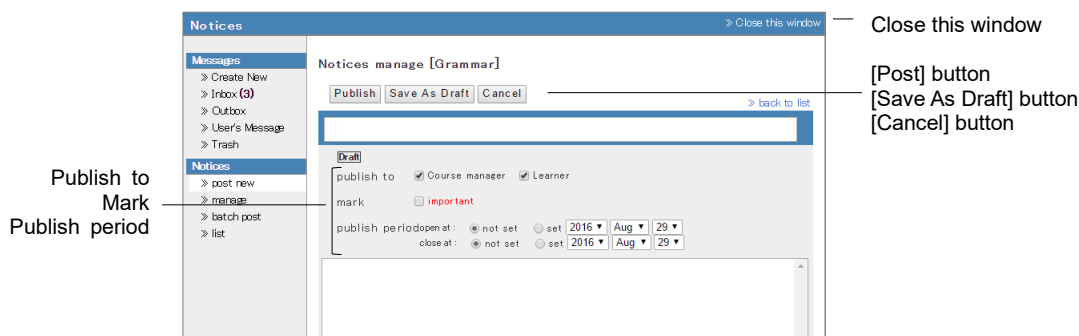 Notices
≫ Close this window
Close this window
Messages
≫ Create New
≫ Inbox (3)
≫ Outbox
≫ User's Message
≫ Trash
Notices
≫ post new
≫ manage
≫ batch post
≫ list
Notices manage [Grammar]
Publish Save As Draft Cancel
≫ back to list
[Post] button
[Save As Draft] button
[Cancel] button
Draft
publish to Course manager Learner
mark important
publish period open at : not set set 2016 Aug 29
close at : not set set 2016 Aug 29
Publish to
Mark
Publish period